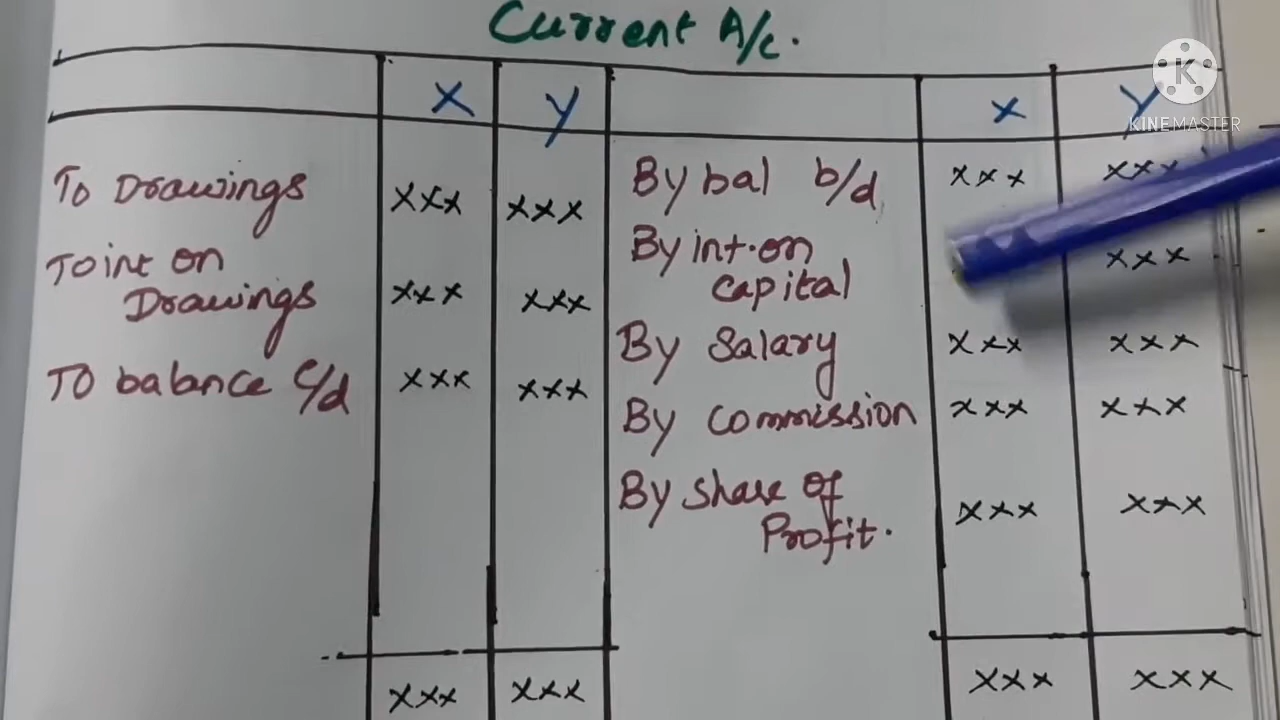 Current A/c.
X Y X Y
KINEMASTER
To Drawings xxx xxx By bal b/d xxx xxx
To int on By int. on xxx
Drawings xxx xxx capital
By Salary xxx xxx
To balance c/d xxx xxx
By commission xxx xxx
By share of
Profit. xxx xxx
xxx xxx xxx xxx